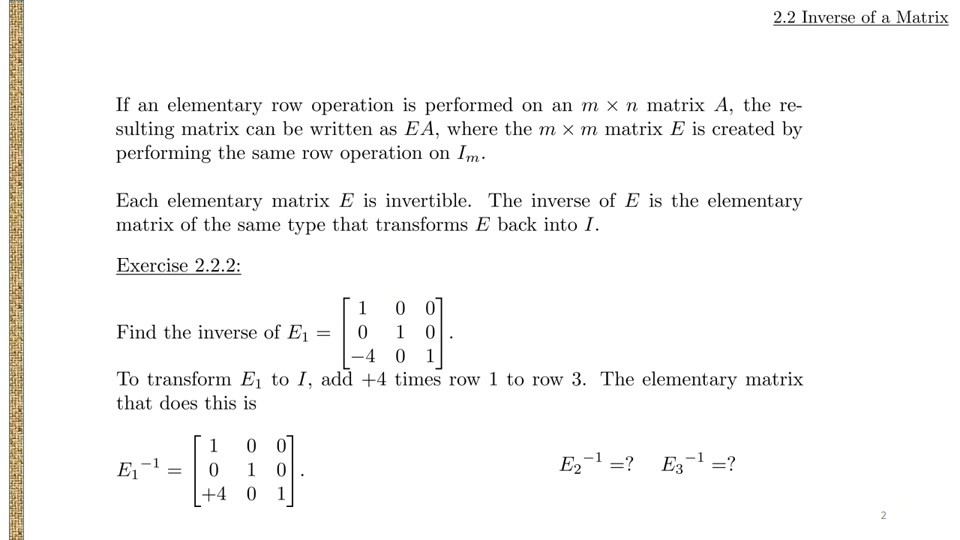 2.2 Inverse of a Matrix
If an elementary row operation is performed on an m × n matrix A, the re-
sulting matrix can be written as EA, where the m × m matrix E is created by
performing the same row operation on Iₘ.
Each elementary matrix E is invertible. The inverse of E is the elementary
matrix of the same type that transforms E back into I.
Exercise 2.2.2:
1 0 0
Find the inverse of E₁ = 0 1 0 .
−4 0 1
To transform E₁ to I, add +4 times row 1 to row 3. The elementary matrix
that does this is
1 0 0
E₁⁻¹ = 0 1 0 .
+4 0 1
E₂⁻¹ =? E₃⁻¹ =?
2